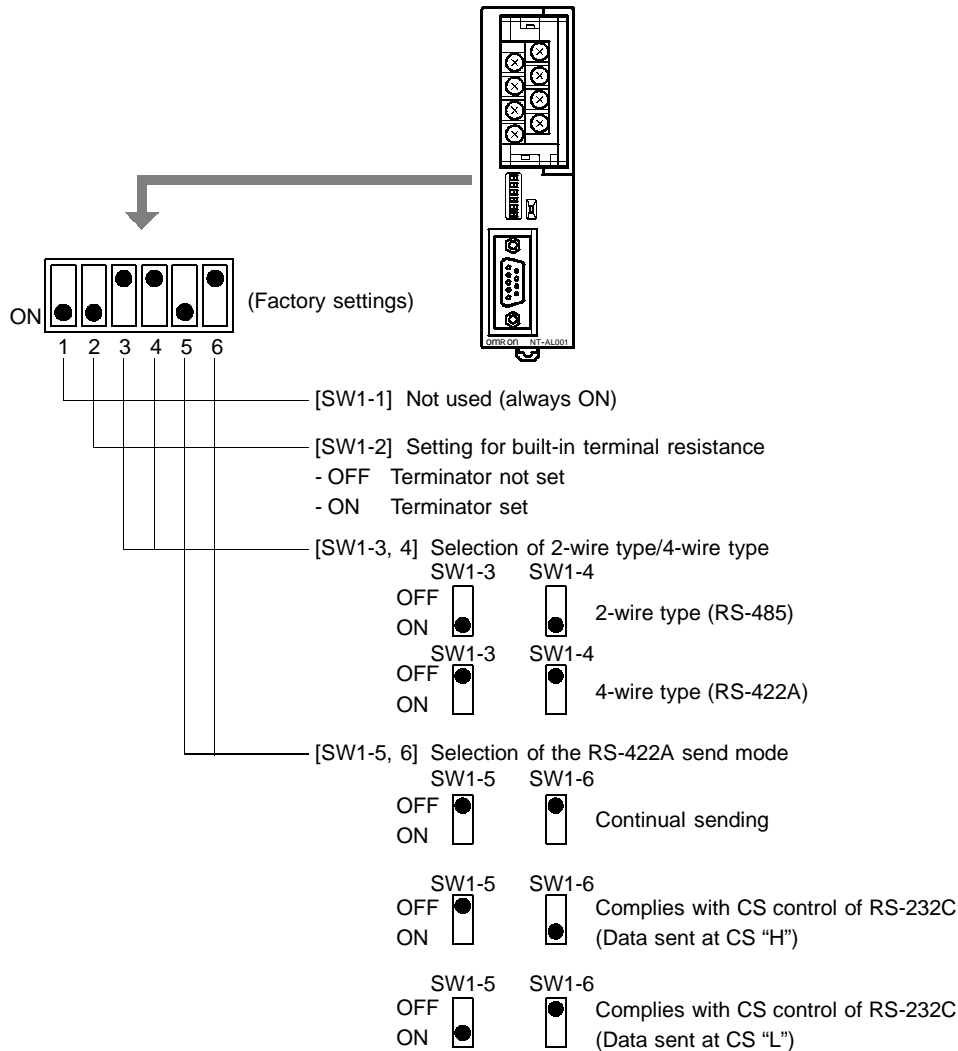 omron NT-AL001
ON
(Factory settings)
1 2 3 4 5 6
[SW1-1] Not used (always ON)
[SW1-2] Setting for built-in terminal resistance
- OFF Terminator not set
- ON Terminator set
[SW1-3, 4] Selection of 2-wire type/4-wire type
SW1-3 SW1-4
OFF
ON
2-wire type (RS-485)
SW1-3 SW1-4
OFF
ON
4-wire type (RS-422A)
[SW1-5, 6] Selection of the RS-422A send mode
SW1-5 SW1-6
OFF
ON
Continual sending
SW1-5 SW1-6
OFF
ON
Complies with CS control of RS-232C
(Data sent at CS “H”)
SW1-5 SW1-6
OFF
ON
Complies with CS control of RS-232C
(Data sent at CS “L”)